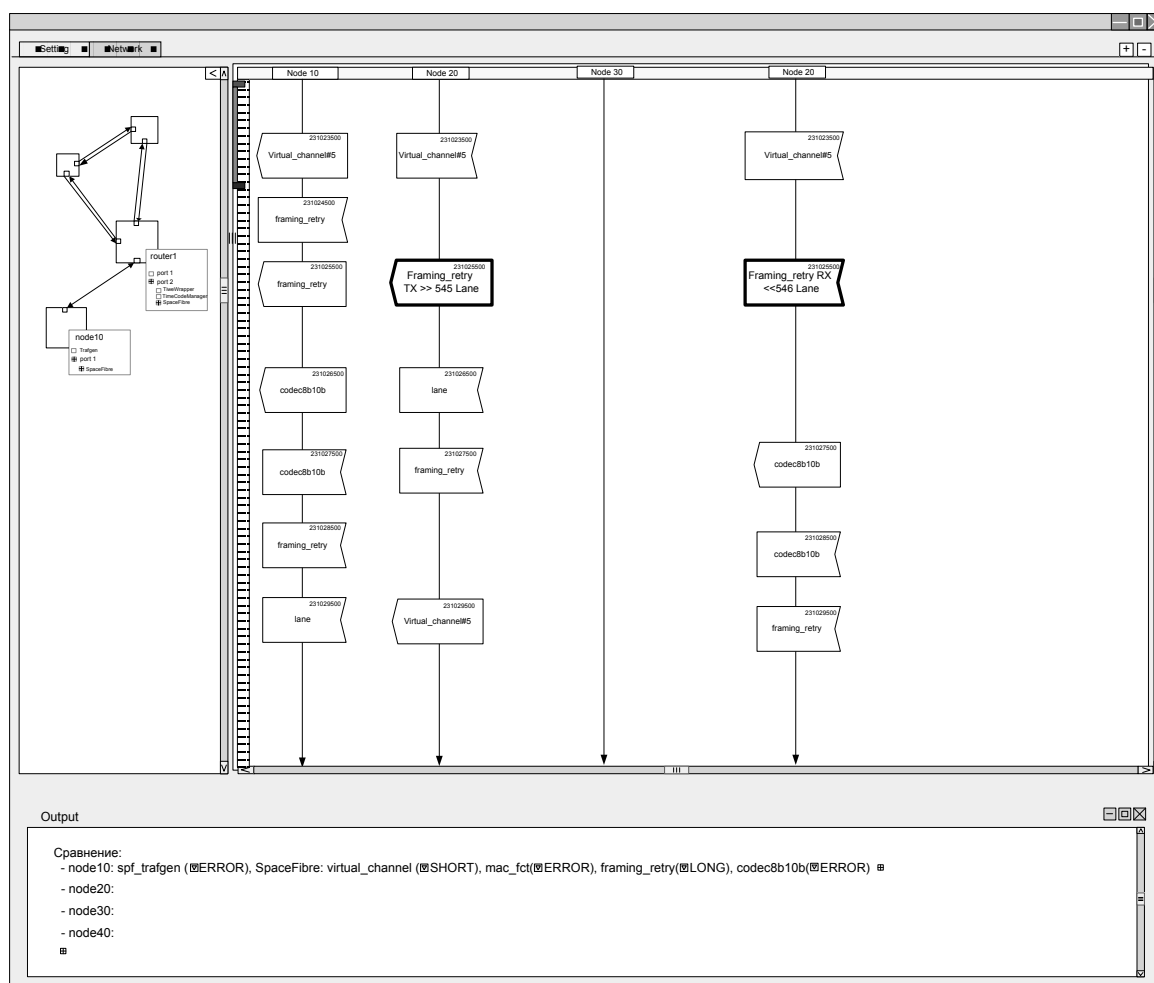 Setting Network
+ -
<
Node 10 Node 20 Node 30 Node 20
231023500 231023500 231023500
Virtual_channel#5 Virtual_channel#5 Virtual_channel#5
231024500
framing_retry
231025500 231025500 231025500
framing_retry
Framing_retry
TX >> 545 Lane
Framing_retry RX
<<546 Lane
231026500 231026500
codec8b10b lane
231027500 231027500 231027500
codec8b10b framing_retry codec8b10b
231028500 231028500
framing_retry codec8b10b
231029500 231029500 231029500
lane Virtual_channel#5 framing_retry
router1
port 1
port 2
TimeWrapper
TimeCodeManager
SpaceFibre
node10
Trafgen
port 1
SpaceFibre
Output
Сравнение:
- node10: spf_trafgen (ERROR), SpaceFibre: virtual_channel (SHORT), mac_fct(ERROR), framing_retry(LONG), codec8b10b(ERROR)
- node20:
- node30:
- node40: